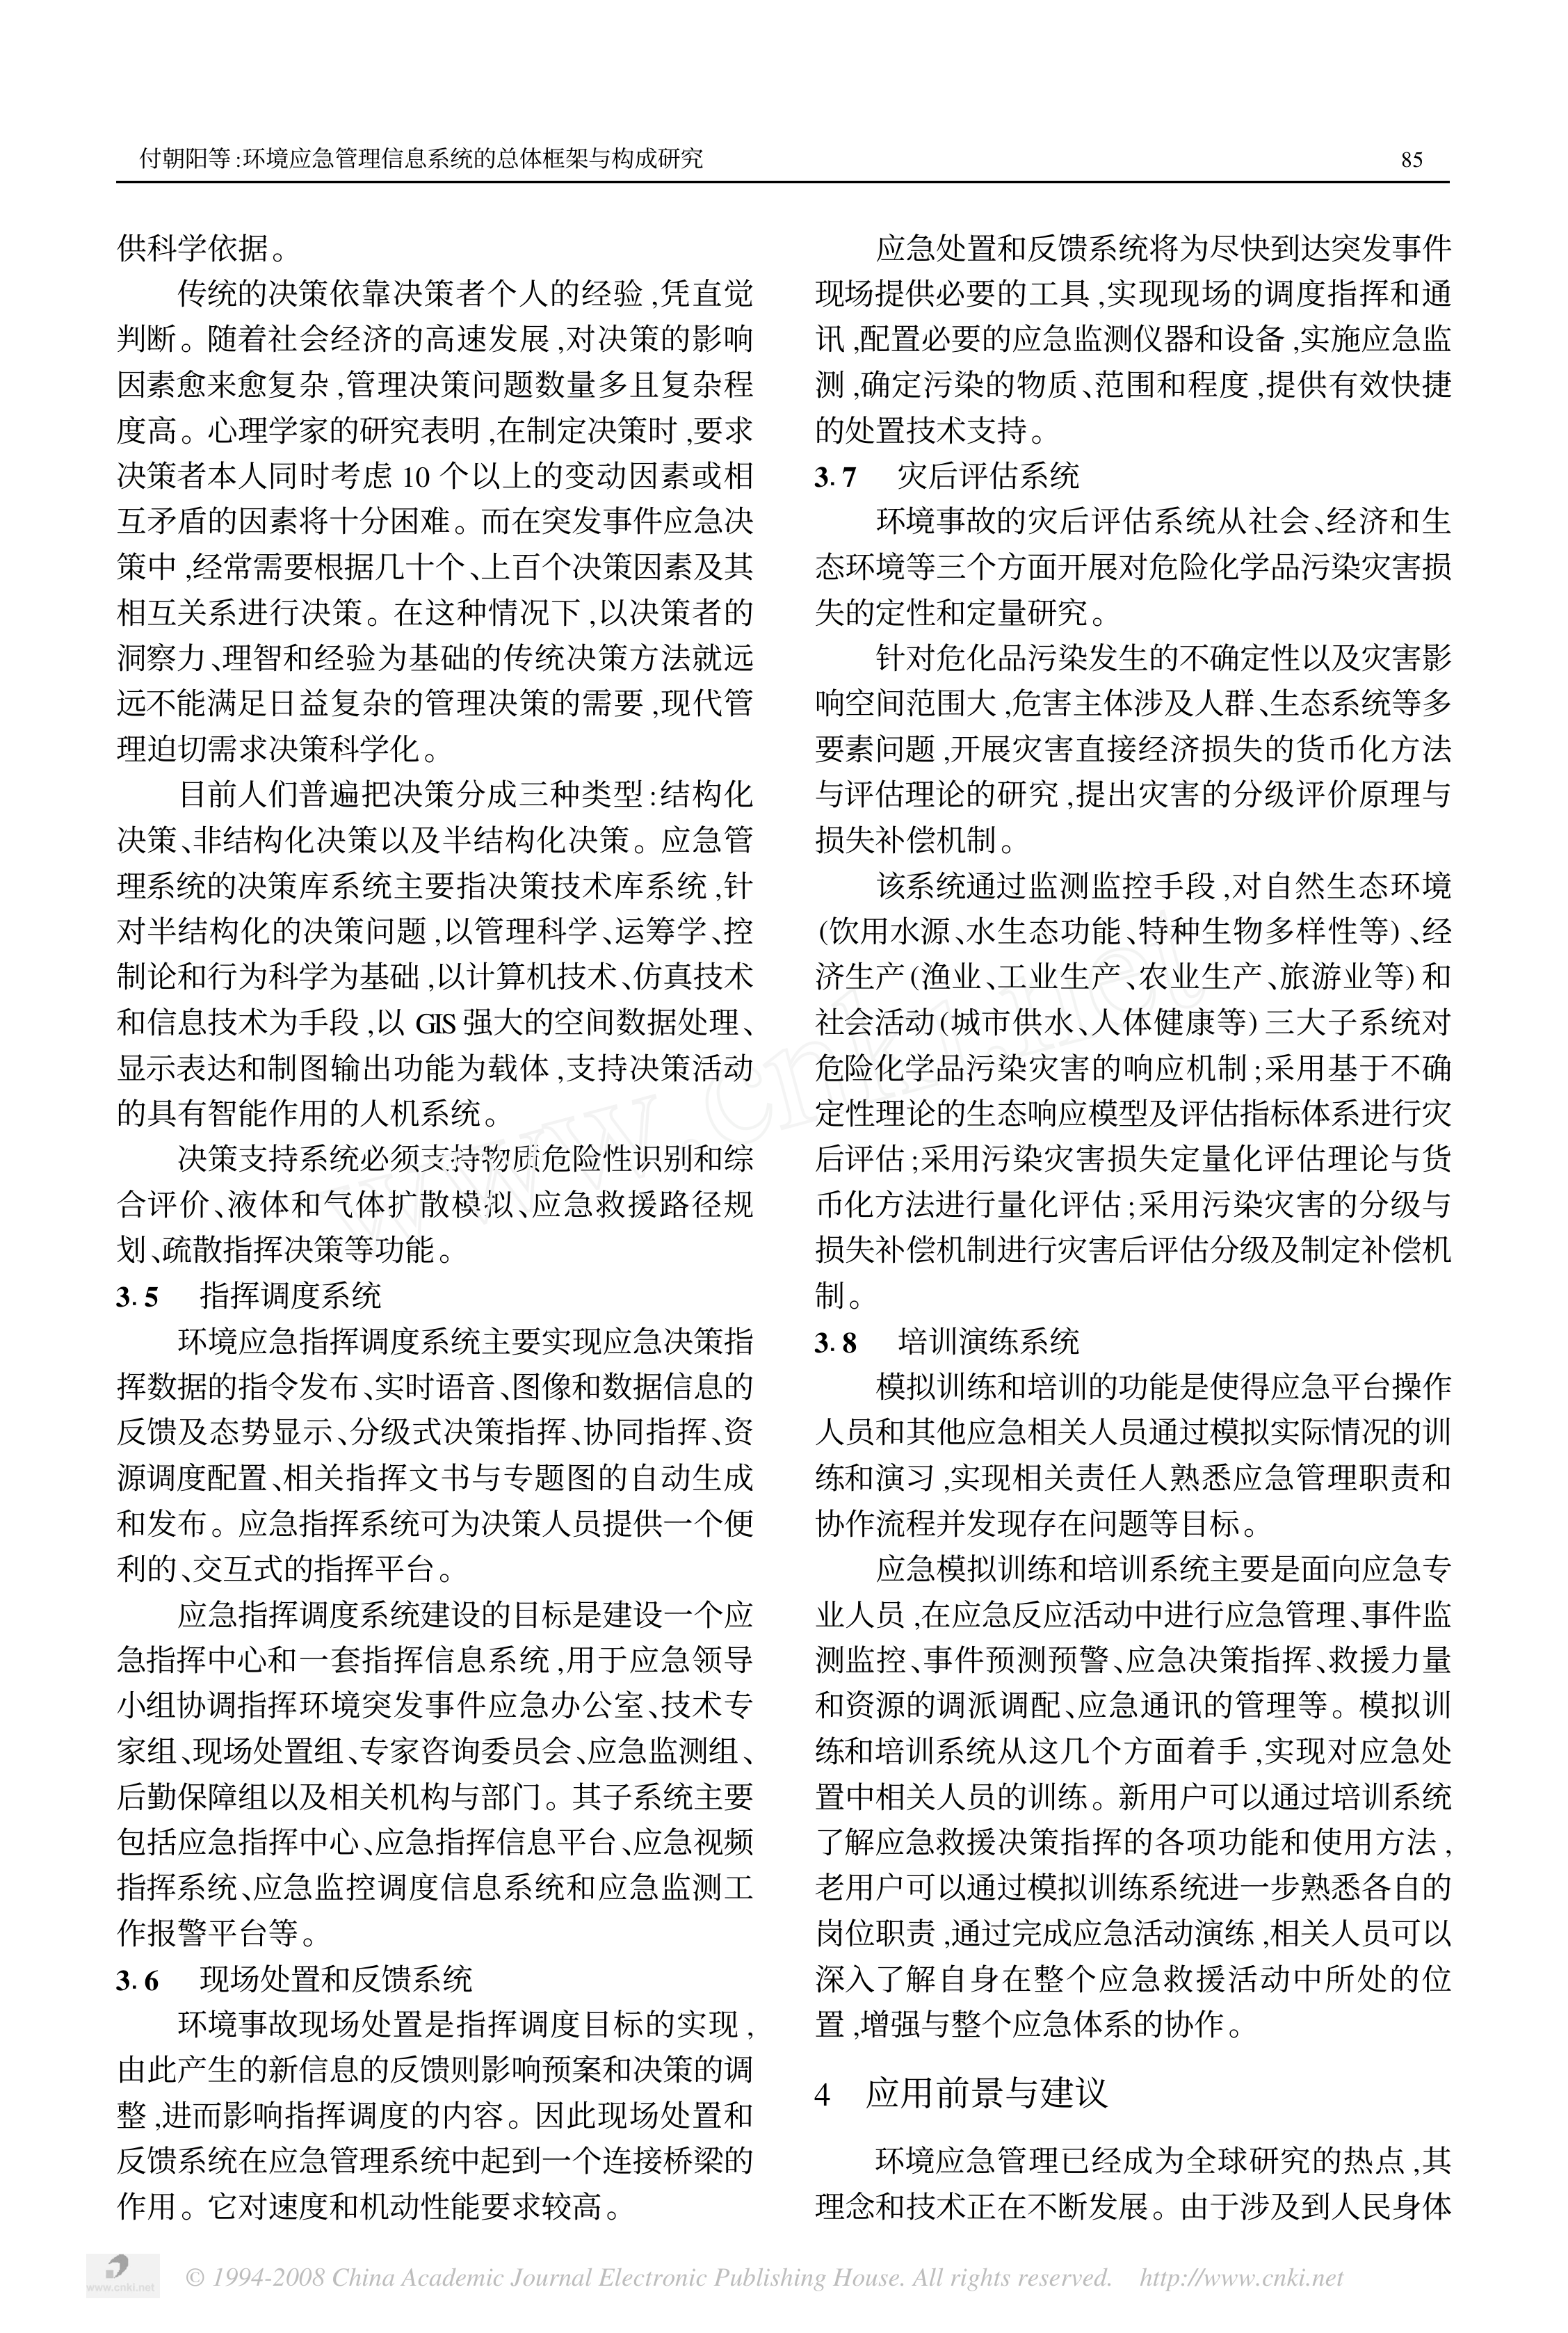 付朝阳等:环境应急管理信息系统的总体框架与构成研究 85
供科学依据。
传统的决策依靠决策者个人的经验,凭直觉
判断。随着社会经济的高速发展,对决策的影响
因素愈来愈复杂,管理决策问题数量多且复杂程
度高。心理学家的研究表明,在制定决策时,要求
决策者本人同时考虑 10 个以上的变动因素或相
互矛盾的因素将十分困难。而在突发事件应急决
策中,经常需要根据几十个、上百个决策因素及其
相互关系进行决策。在这种情况下,以决策者的
洞察力、理智和经验为基础的传统决策方法就远
远不能满足日益复杂的管理决策的需要,现代管
理迫切需求决策科学化。
目前人们普遍把决策分成三种类型:结构化
决策、非结构化决策以及半结构化决策。应急管
理系统的决策库系统主要指决策技术库系统,针
对半结构化的决策问题,以管理科学、运筹学、控
制论和行为科学为基础,以计算机技术、仿真技术
和信息技术为手段,以 GIS 强大的空间数据处理、
显示表达和制图输出功能为载体,支持决策活动
的具有智能作用的人机系统。
决策支持系统必须支持物质危险性识别和综
合评价、液体和气体扩散模拟、应急救援路径规
划、疏散指挥决策等功能。
3.5 指挥调度系统
环境应急指挥调度系统主要实现应急决策指
挥数据的指令发布、实时语音、图像和数据信息的
反馈及态势显示、分级式决策指挥、协同指挥、资
源调度配置、相关指挥文书与专题图的自动生成
和发布。应急指挥系统可为决策人员提供一个便
利的、交互式的指挥平台。
应急指挥调度系统建设的目标是建设一个应
急指挥中心和一套指挥信息系统,用于应急领导
小组协调指挥环境突发事件应急办公室、技术专
家组、现场处置组、专家咨询委员会、应急监测组、
后勤保障组以及相关机构与部门。其子系统主要
包括应急指挥中心、应急指挥信息平台、应急视频
指挥系统、应急监控调度信息系统和应急监测工
作报警平台等。
3.6 现场处置和反馈系统
环境事故现场处置是指挥调度目标的实现,
由此产生的新信息的反馈则影响预案和决策的调
整,进而影响指挥调度的内容。因此现场处置和
反馈系统在应急管理系统中起到一个连接桥梁的
作用。它对速度和机动性能要求较高。
应急处置和反馈系统将为尽快到达突发事件
现场提供必要的工具,实现现场的调度指挥和通
讯,配置必要的应急监测仪器和设备,实施应急监
测,确定污染的物质、范围和程度,提供有效快捷
的处置技术支持。
3.7 灾后评估系统
环境事故的灾后评估系统从社会、经济和生
态环境等三个方面开展对危险化学品污染灾害损
失的定性和定量研究。
针对危化品污染发生的不确定性以及灾害影
响空间范围大,危害主体涉及人群、生态系统等多
要素问题,开展灾害直接经济损失的货币化方法
与评估理论的研究,提出灾害的分级评价原理与
损失补偿机制。
该系统通过监测监控手段,对自然生态环境
(饮用水源、水生态功能、特种生物多样性等)、经
济生产(渔业、工业生产、农业生产、旅游业等)和
社会活动(城市供水、人体健康等)三大子系统对
危险化学品污染灾害的响应机制;采用基于不确
定性理论的生态响应模型及评估指标体系进行灾
后评估;采用污染灾害损失定量化评估理论与货
币化方法进行量化评估;采用污染灾害的分级与
损失补偿机制进行灾害后评估分级及制定补偿机
制。
3.8 培训演练系统
模拟训练和培训的功能是使得应急平台操作
人员和其他应急相关人员通过模拟实际情况的训
练和演习,实现相关责任人熟悉应急管理职责和
协作流程并发现存在问题等目标。
应急模拟训练和培训系统主要是面向应急专
业人员,在应急反应活动中进行应急管理、事件监
测监控、事件预测预警、应急决策指挥、救援力量
和资源的调派调配、应急通讯的管理等。模拟训
练和培训系统从这几个方面着手,实现对应急处
置中相关人员的训练。新用户可以通过培训系统
了解应急救援决策指挥的各项功能和使用方法,
老用户可以通过模拟训练系统进一步熟悉各自的
岗位职责,通过完成应急活动演练,相关人员可以
深入了解自身在整个应急救援活动中所处的位
置,增强与整个应急体系的协作。
4 应用前景与建议
环境应急管理已经成为全球研究的热点,其
理念和技术正在不断发展。由于涉及到人民身体
www.cnki.net
www.cnki.net
© 1994-2008 China Academic Journal Electronic Publishing House. All rights reserved. http://www.cnki.net